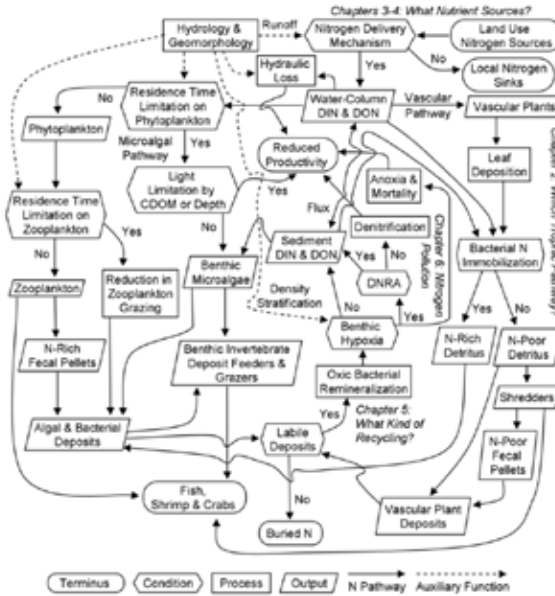 Chapters 3-4: What Nutrient Sources?
Hydrology &
Geomorphology
Runoff
Nitrogen Delivery
Mechanism
Land Use
Nitrogen Sources
No
Local Nitrogen
Sinks
Hydraulic
Loss
Yes
No
Residence Time
Limitation on
Phytoplankton
Water-Column
DIN & DON
Vascular
Pathway
Vascular Plants
Phytoplankton
Microalgal
Pathway
Yes
Reduced
Productivity
Leaf
Deposition
Light
Limitation by
CDOM or Depth
Yes
Anoxia &
Mortality
Residence Time
Limitation on
Zooplankton
Flux
Denitrification
Chapter 6: Nitrogen
Pollution
No
Sediment
DIN & DON
Yes
No
Bacterial N
Immobilization
No
Yes
Benthic
Microalgae
DNRA
Zooplankton
Reduction in
Zooplankton
Grazing
Density
Stratification
No
Yes
Yes
No
Benthic
Hypoxia
N-Rich
Detritus
N-Poor
Detritus
N-Rich
Fecal Pellets
Benthic Invertebrate
Deposit Feeders &
Grazers
Oxic Bacterial
Remineralization
Shredders
Yes
Chapter 5:
What Kind of
Recycling?
Algal & Bacterial
Deposits
Labile
Deposits
N-Poor
Fecal
Pellets
No
Fish,
Shrimp & Crabs
Buried N
Vascular Plant
Deposits
Terminus
Condition
Process
Output
N Pathway
Auxiliary Function